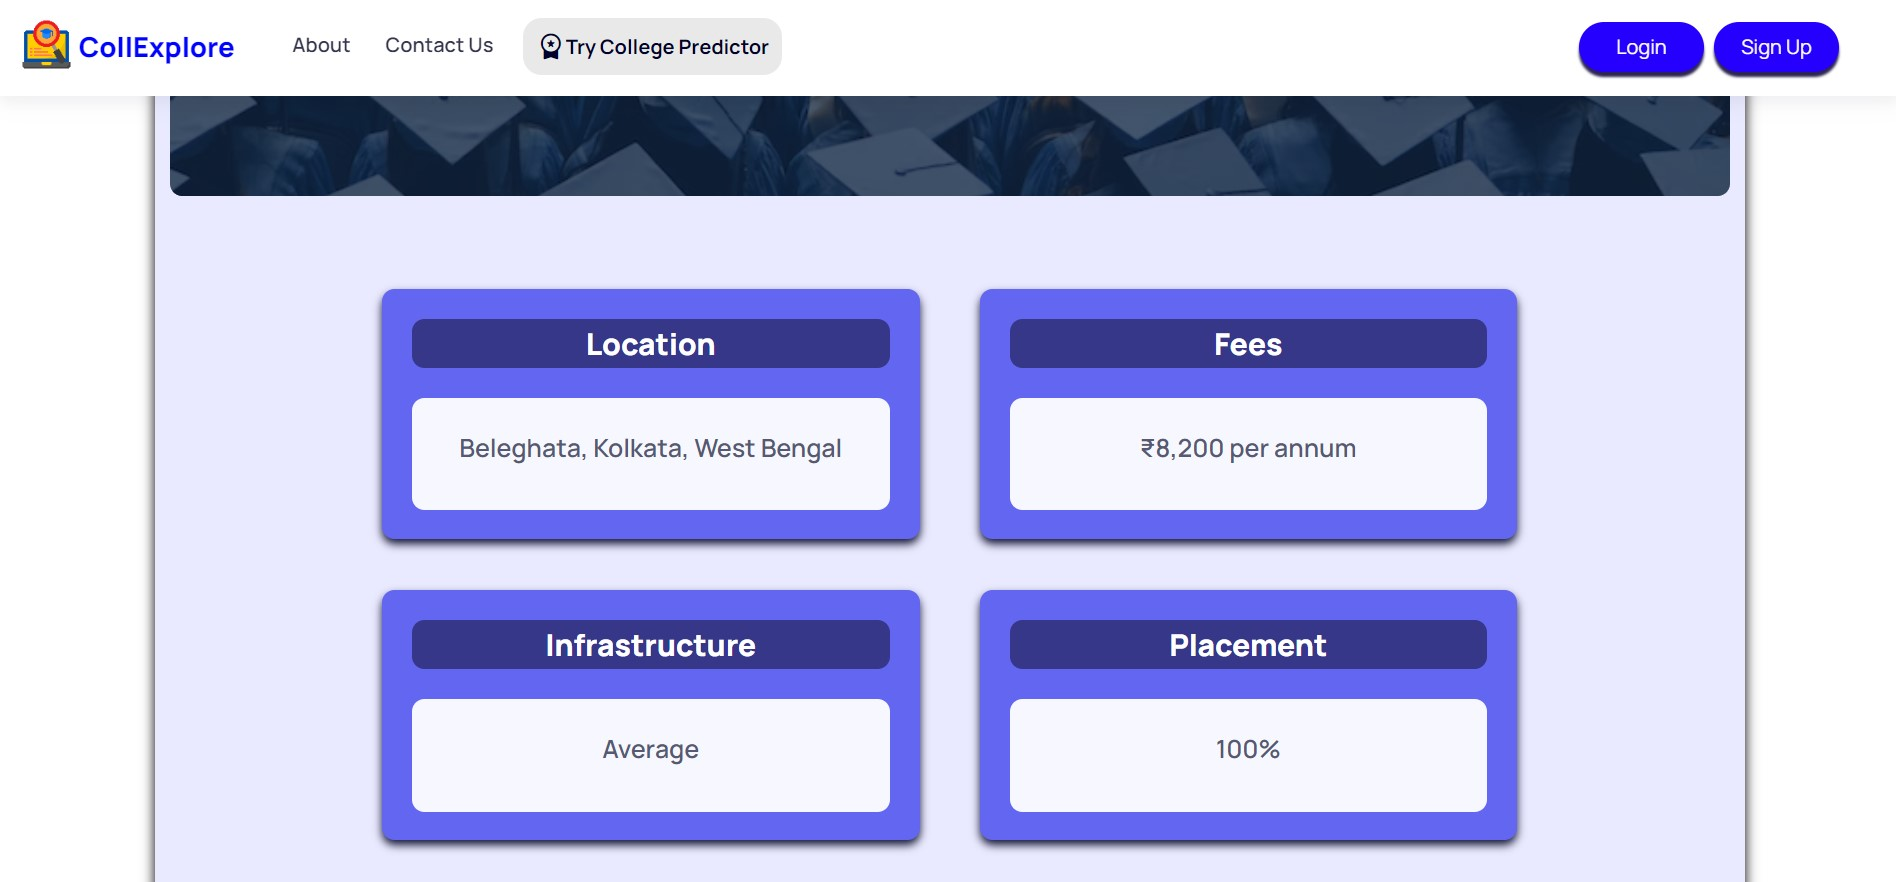 CollExplore
About
Contact Us
Try College Predictor
Login
Sign Up
Location
Beleghata, Kolkata, West Bengal
Fees
₹8,200 per annum
Infrastructure
Average
Placement
100%